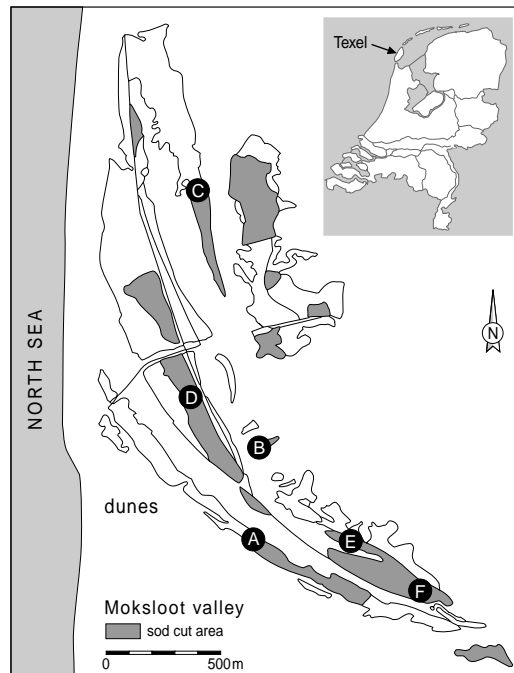 Texel
C
N
NORTH SEA
D
B
dunes
A
E
F
Moksloot valley
sod cut area
0 500m